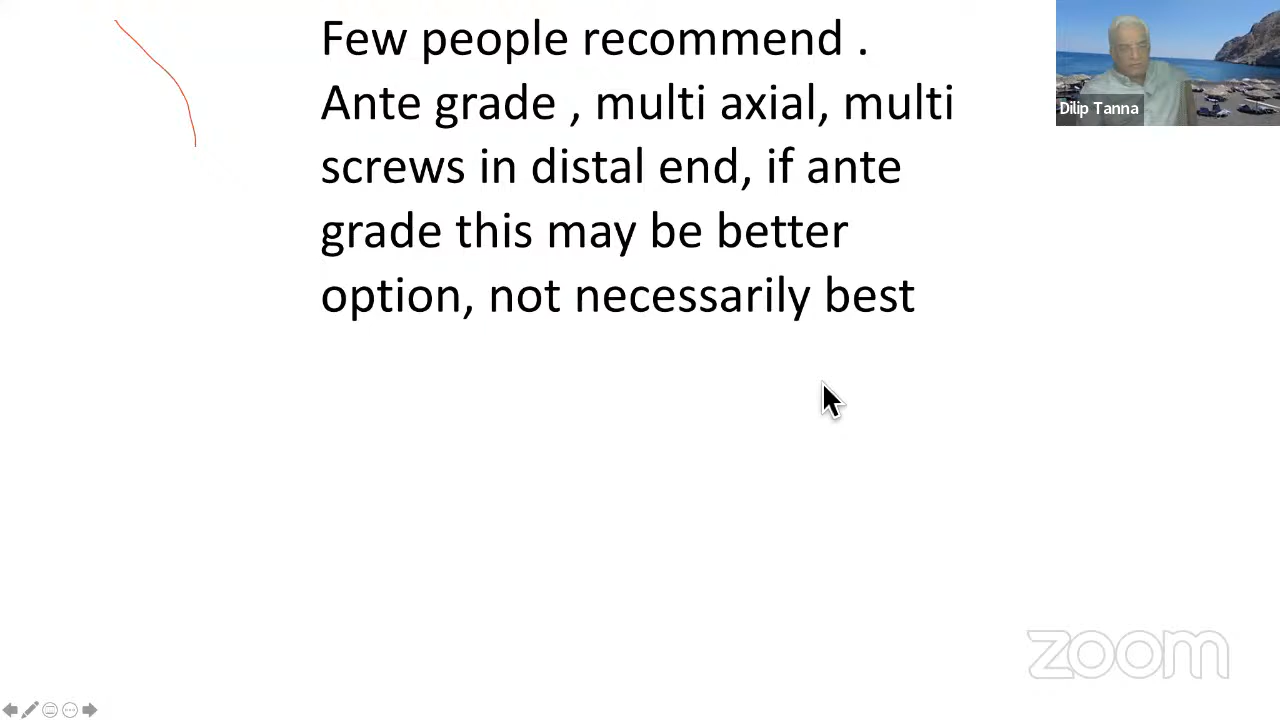 Few people recommend .
Ante grade , multi axial, multi
screws in distal end, if ante
grade this may be better
option, not necessarily best
Dilip Tanna
zoom